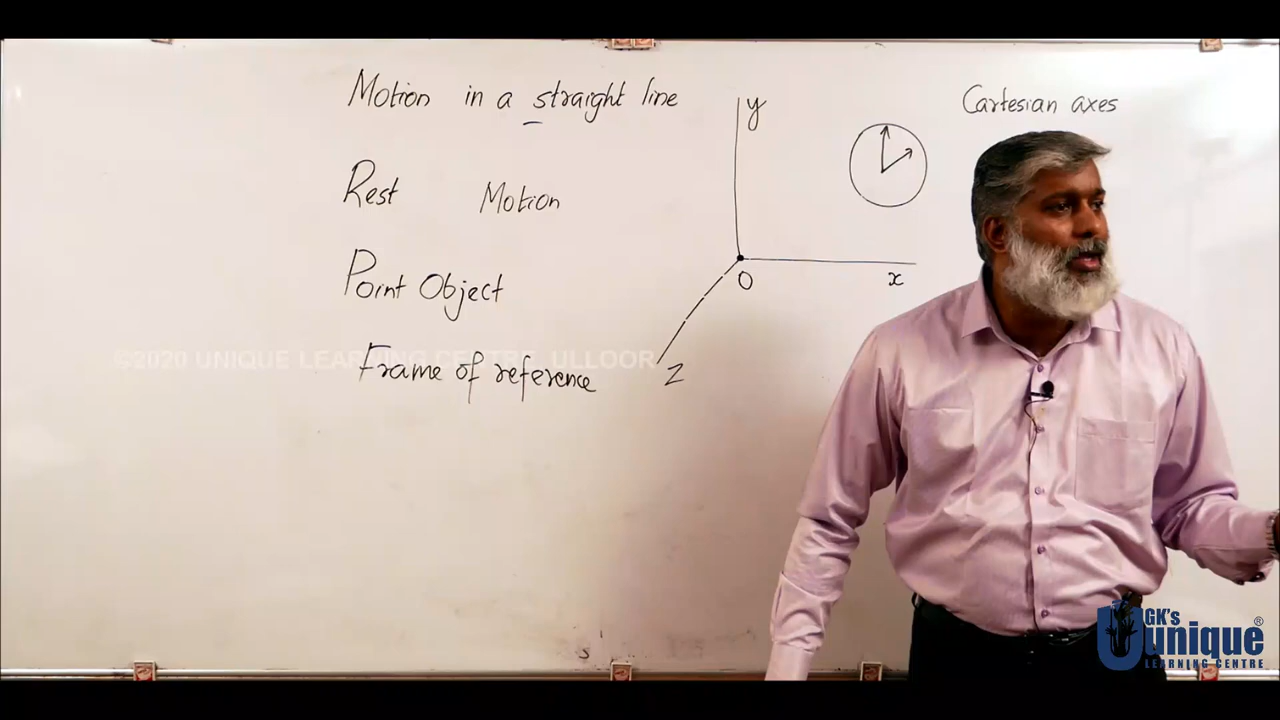 Motion in a straight line
Rest Motion
Point Object
Frame of reference
y
x
O
Z
Cartesian axes
©2020 UNIQUE LEARNING CENTRE, ULLOOR
GK's
Uunique®
LEARNING CENTRE